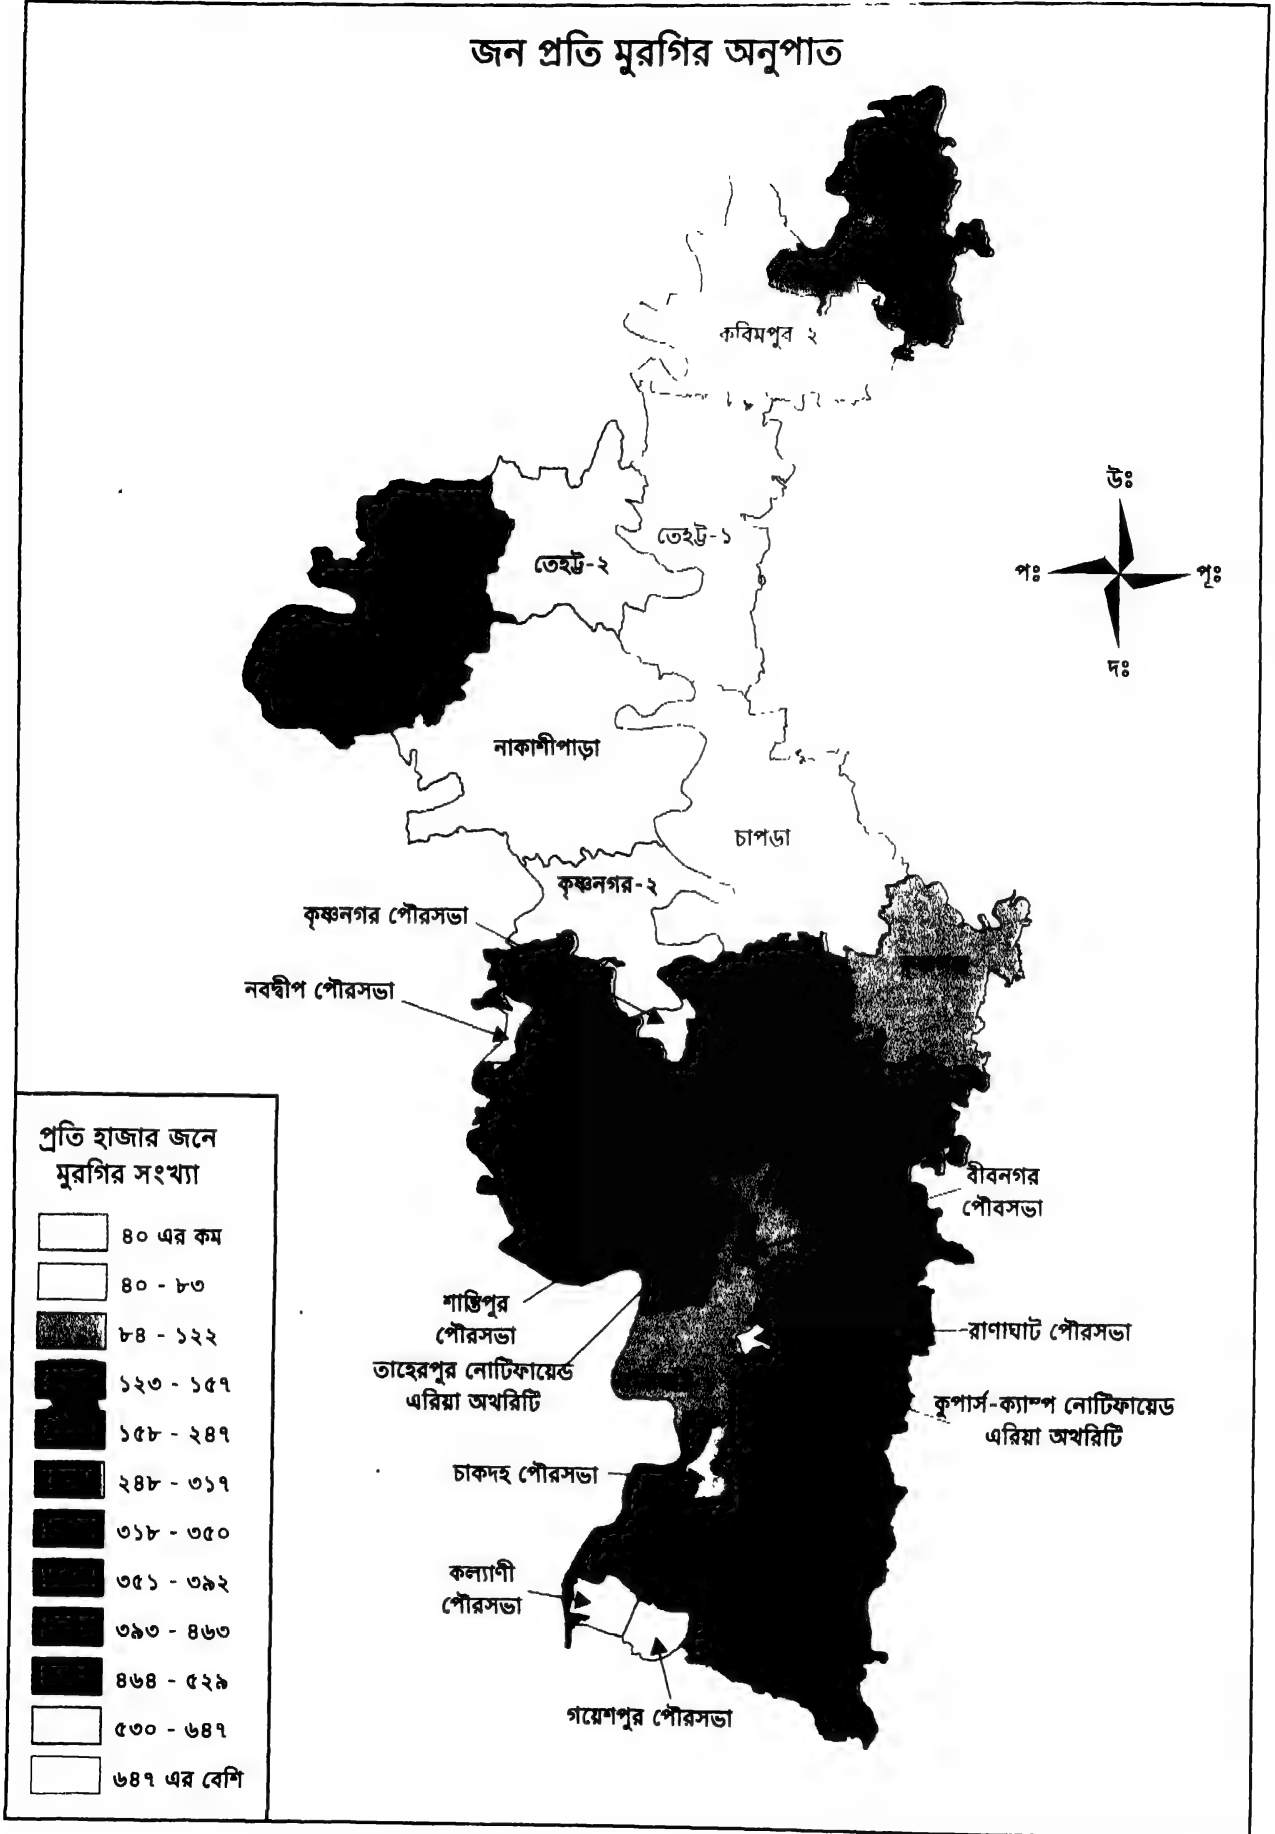 জন প্রতি মুরগির অনুপাত
কবিমপুর ২
উঃ
পঃ
পূঃ
দঃ
তেহট্ট-১
তেহট্ট-২
নাকাশীপাড়া
চাপড়া
কৃষ্ণনগর-২
কৃষ্ণনগর পৌরসভা
নবদ্বীপ পৌরসভা
বীবনগর
পৌবসভা
শান্তিপুর
পৌরসভা
রাণাঘাট পৌরসভা
তাহেরপুর নোটিফায়েড
এরিয়া অথরিটি
কুপার্স-ক্যাম্প নোটিফায়েড
এরিয়া অথরিটি
চাকদহ পৌরসভা
কল্যাণী
পৌরসভা
গয়েশপুর পৌরসভা
প্রতি হাজার জনে
মুরগির সংখ্যা
৪০ এর কম
৪০ - ৮৩
৮৪ - ১২২
১২৩ - ১৫৭
১৫৮ - ২৪৭
২৪৮ - ৩১৭
৩১৮ - ৩৫০
৩৫১ - ৩৯২
৩৯৩ - ৪৬৩
৪৬৪ - ৫২৯
৫৩০ - ৬৪৭
৬৪৭ এর বেশি